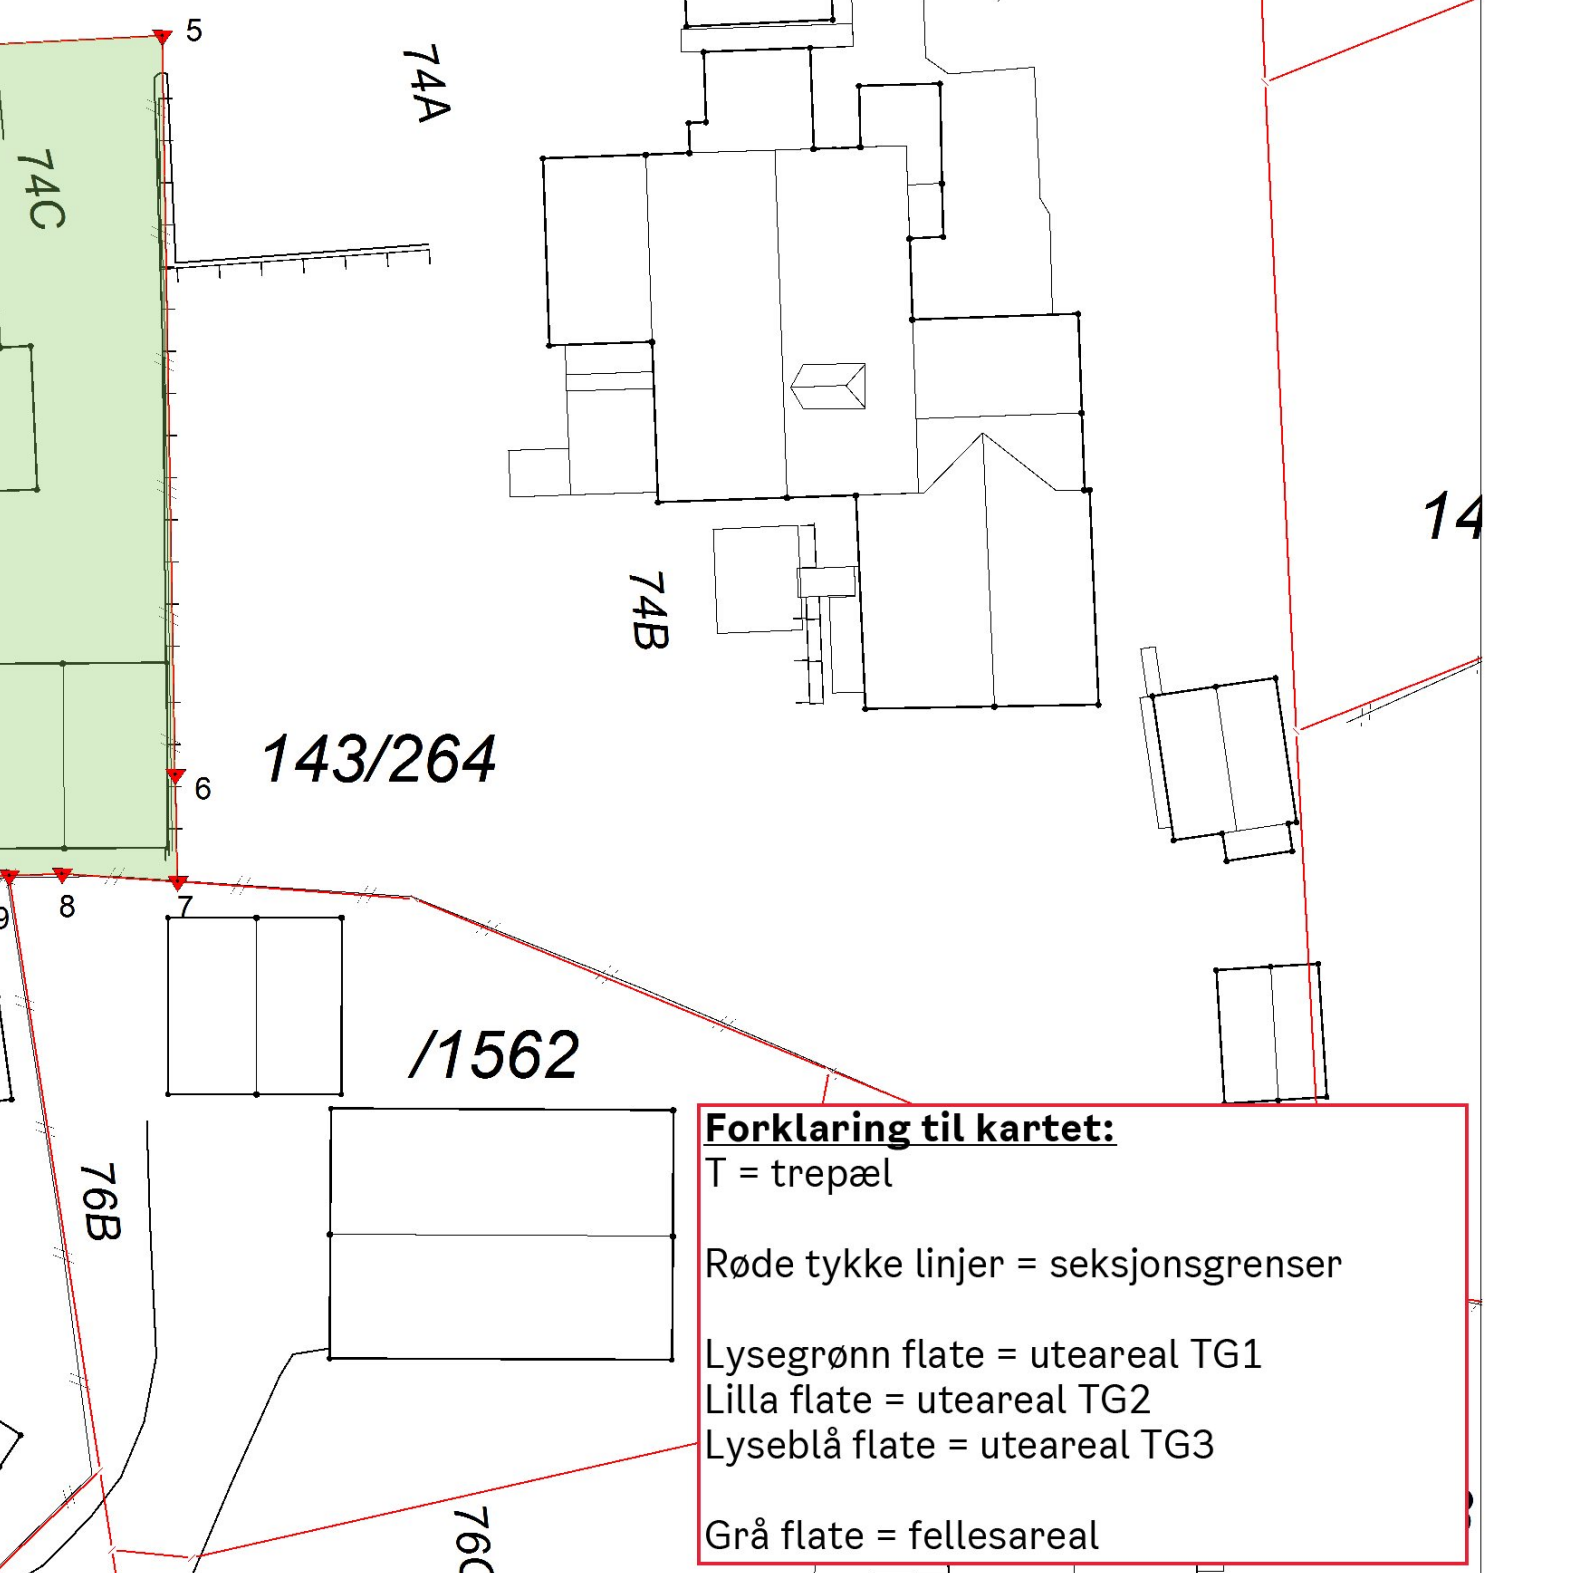 5
74A
74C
14
74B
143/264
6
8
7
9
/1562
76B
Forklaring til kartet:
T = trepæl
Røde tykke linjer = seksjonsgrenser
Lysegrønn flate = uteareal TG1
Lilla flate = uteareal TG2
Lyseblå flate = uteareal TG3
Grå flate = fellesareal
76C